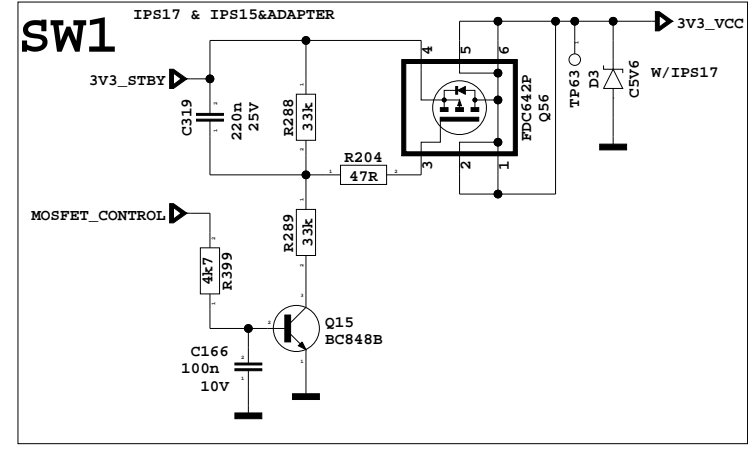 SW1
IPS17 & IPS15&ADAPTER
3V3_STBY
C319
220n
25V
R288
33k
R204
47R
4
5
6
3
2
1
FDC642P
Q56
TP63
D3
C5V6
W/IPS17
3V3_VCC
MOSFET_CONTROL
4k7
R399
R289
33k
Q15
BC848B
C166
100n
10V